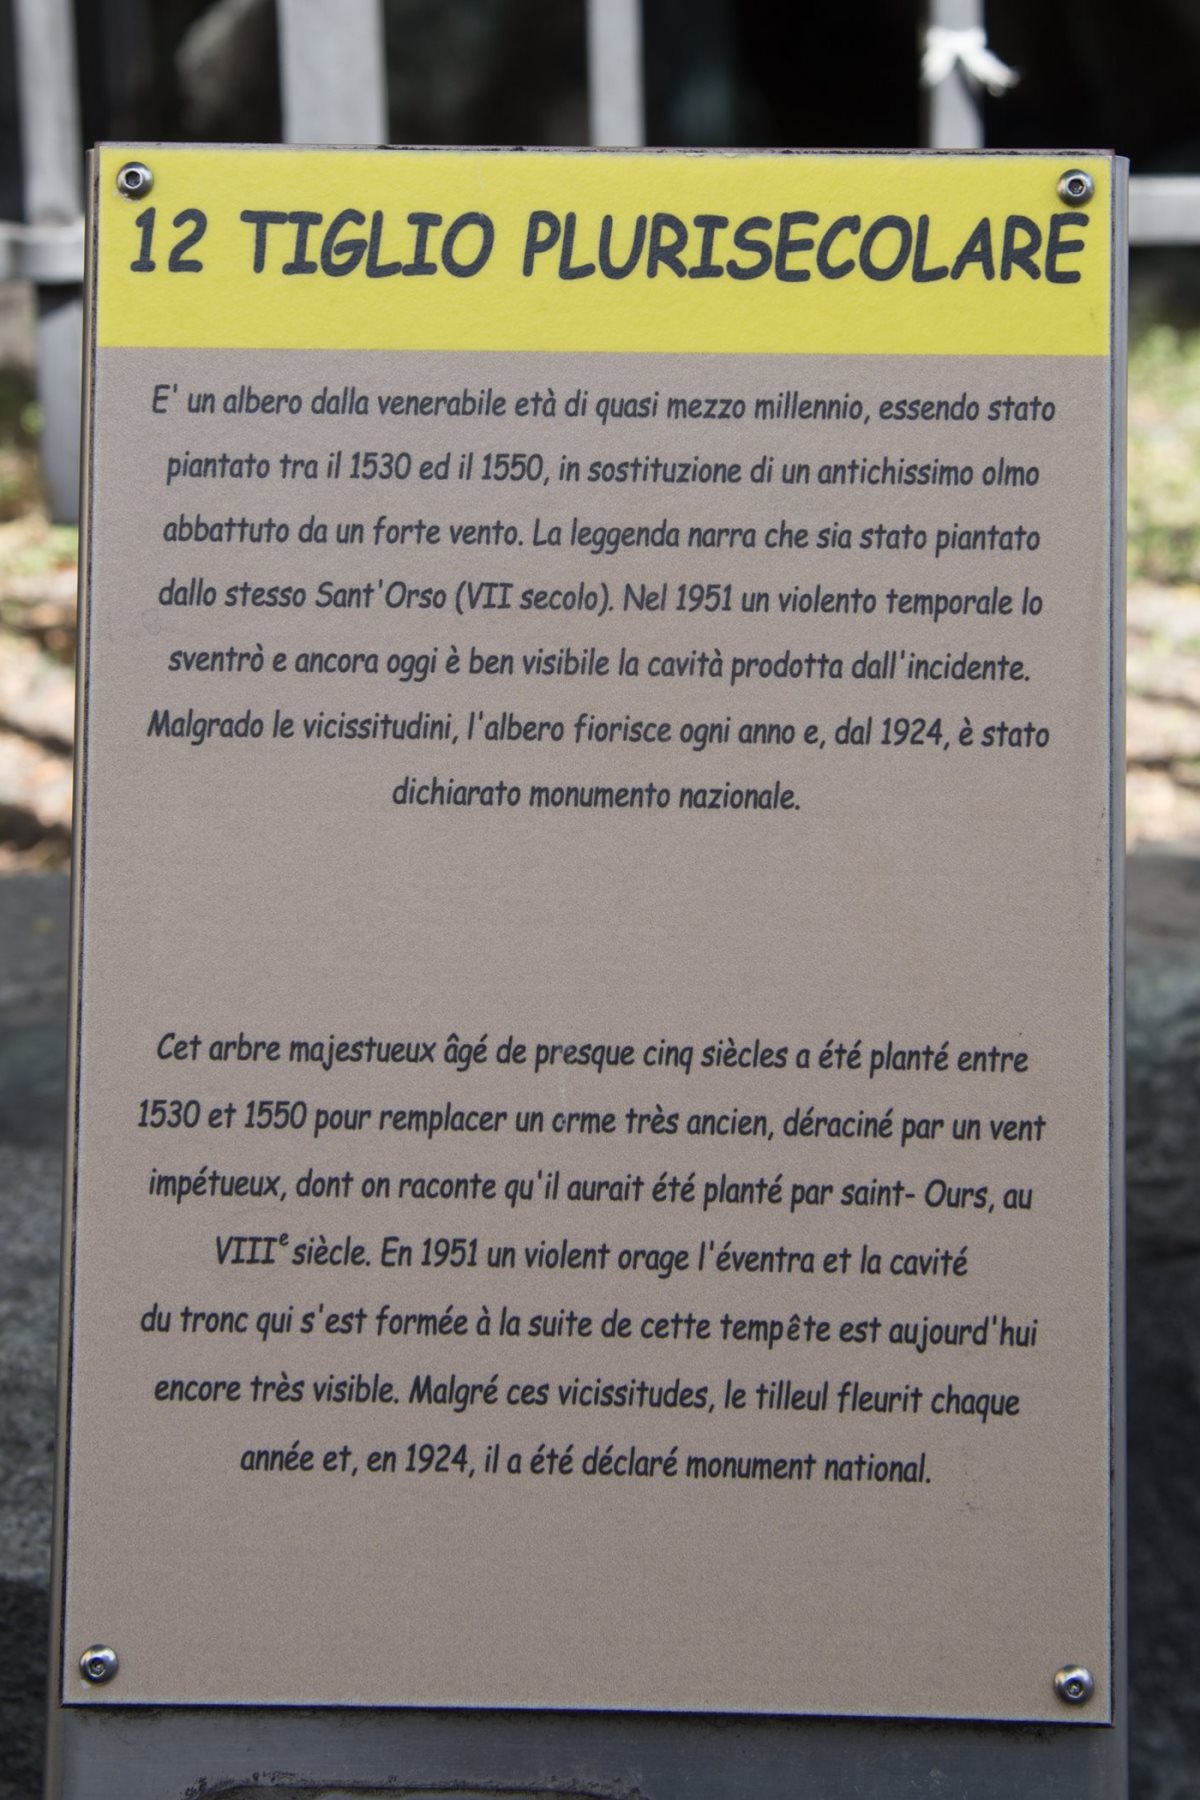 12 TIGLIO PLURISECOLARE
E' un albero dalla venerabile età di quasi mezzo millennio, essendo stato
piantato tra il 1530 ed il 1550, in sostituzione di un antichissimo olmo
abbattuto da un forte vento. La leggenda narra che sia stato piantato
dallo stesso Sant'Orso (VII secolo). Nel 1951 un violento temporale lo
sventrò e ancora oggi è ben visibile la cavità prodotta dall'incidente.
Malgrado le vicissitudini, l'albero fiorisce ogni anno e, dal 1924, è stato
dichiarato monumento nazionale.
Cet arbre majestueux âgé de presque cinq siècles a été planté entre
1530 et 1550 pour remplacer un orme très ancien, déraciné par un vent
impétueux, dont on raconte qu'il aurait été planté par saint- Ours, au
VIIIe siècle. En 1951 un violent orage l'éventra et la cavité
du tronc qui s'est formée à la suite de cette tempête est aujourd'hui
encore très visible. Malgré ces vicissitudes, le tilleul fleurit chaque
année et, en 1924, il a été déclaré monument national.